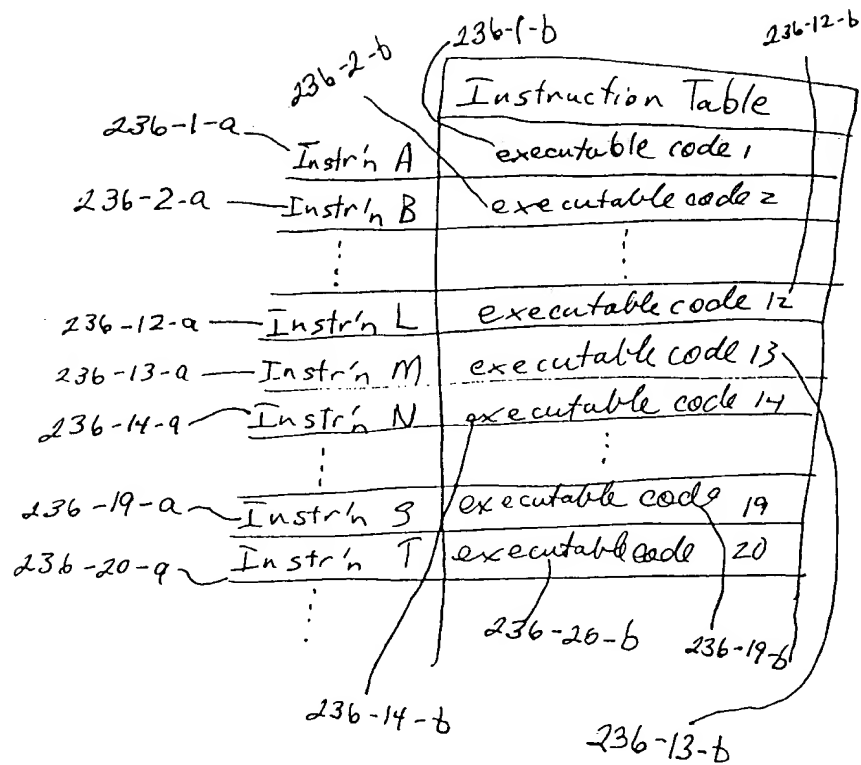 236-1-b
236-12-b
236-2-b
Instruction Table
236-1-a
Instr'n A executable code 1
236-2-a Instr'n B executable code 2
236-12-a Instr'n L executable code 12
236-13-a Instr'n M executable code 13
236-14-a Instr'n N executable code 14
236-19-a Instr'n S executable code 19
236-20-a Instr'n T executable code 20
236-20-b 236-19-b
236-14-b
236-13-b